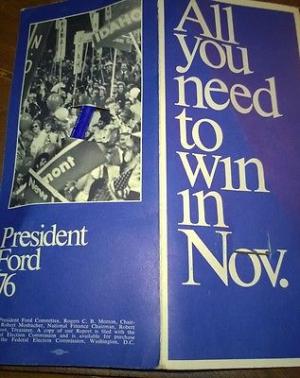 IDAHO
mont
President
Ford
'76
President Ford Committee, Rogers C. B. Morton, Chair-
Robert Mosbacher, National Finance Chairman, Robert
Treasurer. A copy of our Report is filed with the
Election Commission and is available for purchase
the Federal Election Commission, Washington, D.C.
All
you
need
to
win
in
Nov.